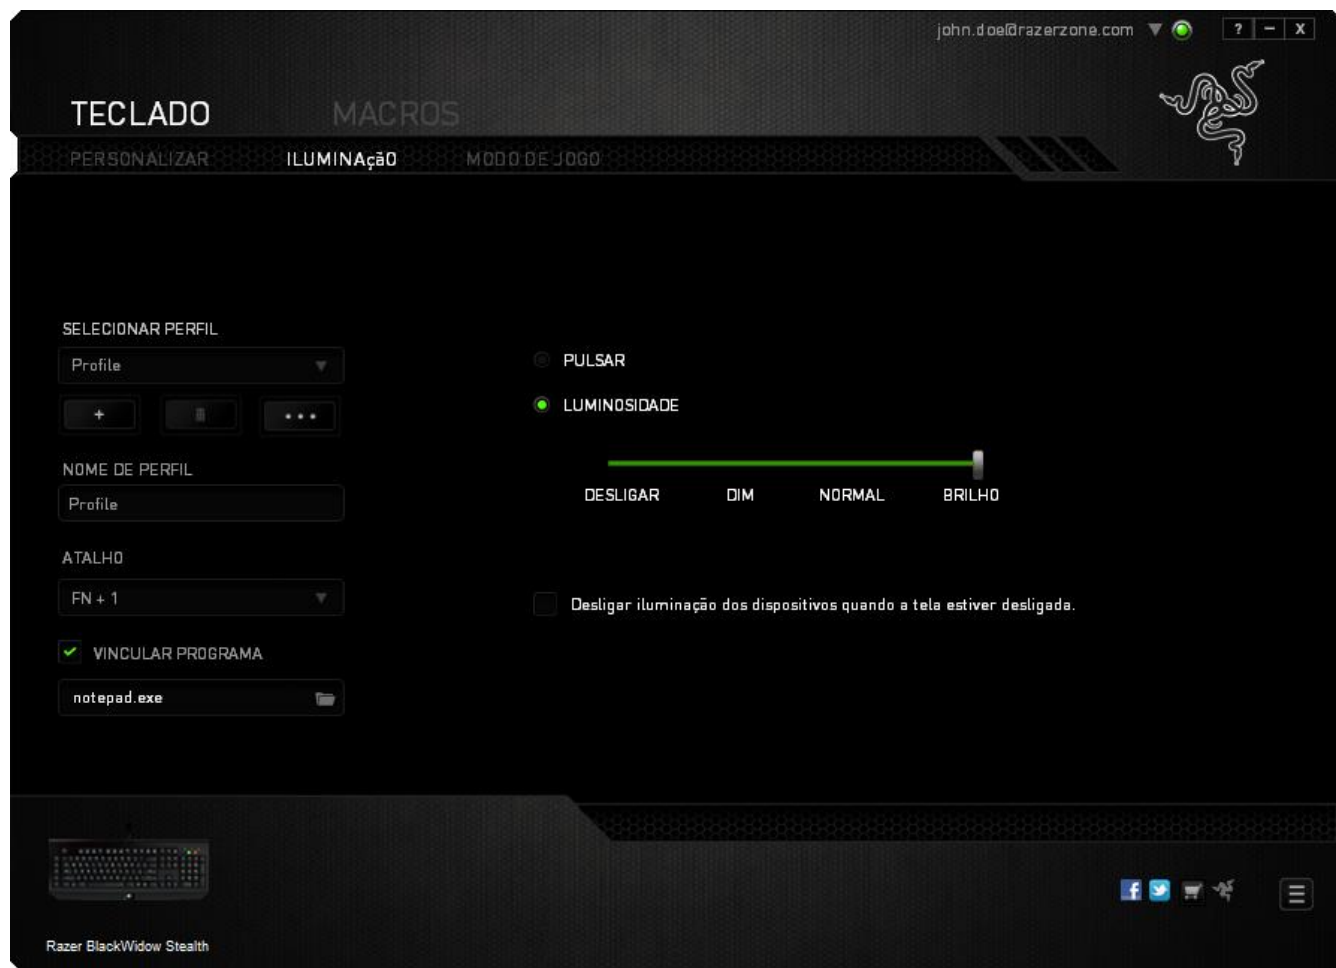 john.doe@razerzone.com
? – X
TECLADO MACROS
PERSONALIZAR ILUMINAçãO MODO DE JOGO
SELECIONAR PERFIL
Profile
+ •••
NOME DE PERFIL
Profile
ATALHO
FN + 1
VINCULAR PROGRAMA
notepad.exe
PULSAR
LUMINOSIDADE
DESLIGAR DIM NORMAL BRILHO
Desligar iluminação dos dispositivos quando a tela estiver desligada.
Razer BlackWidow Stealth